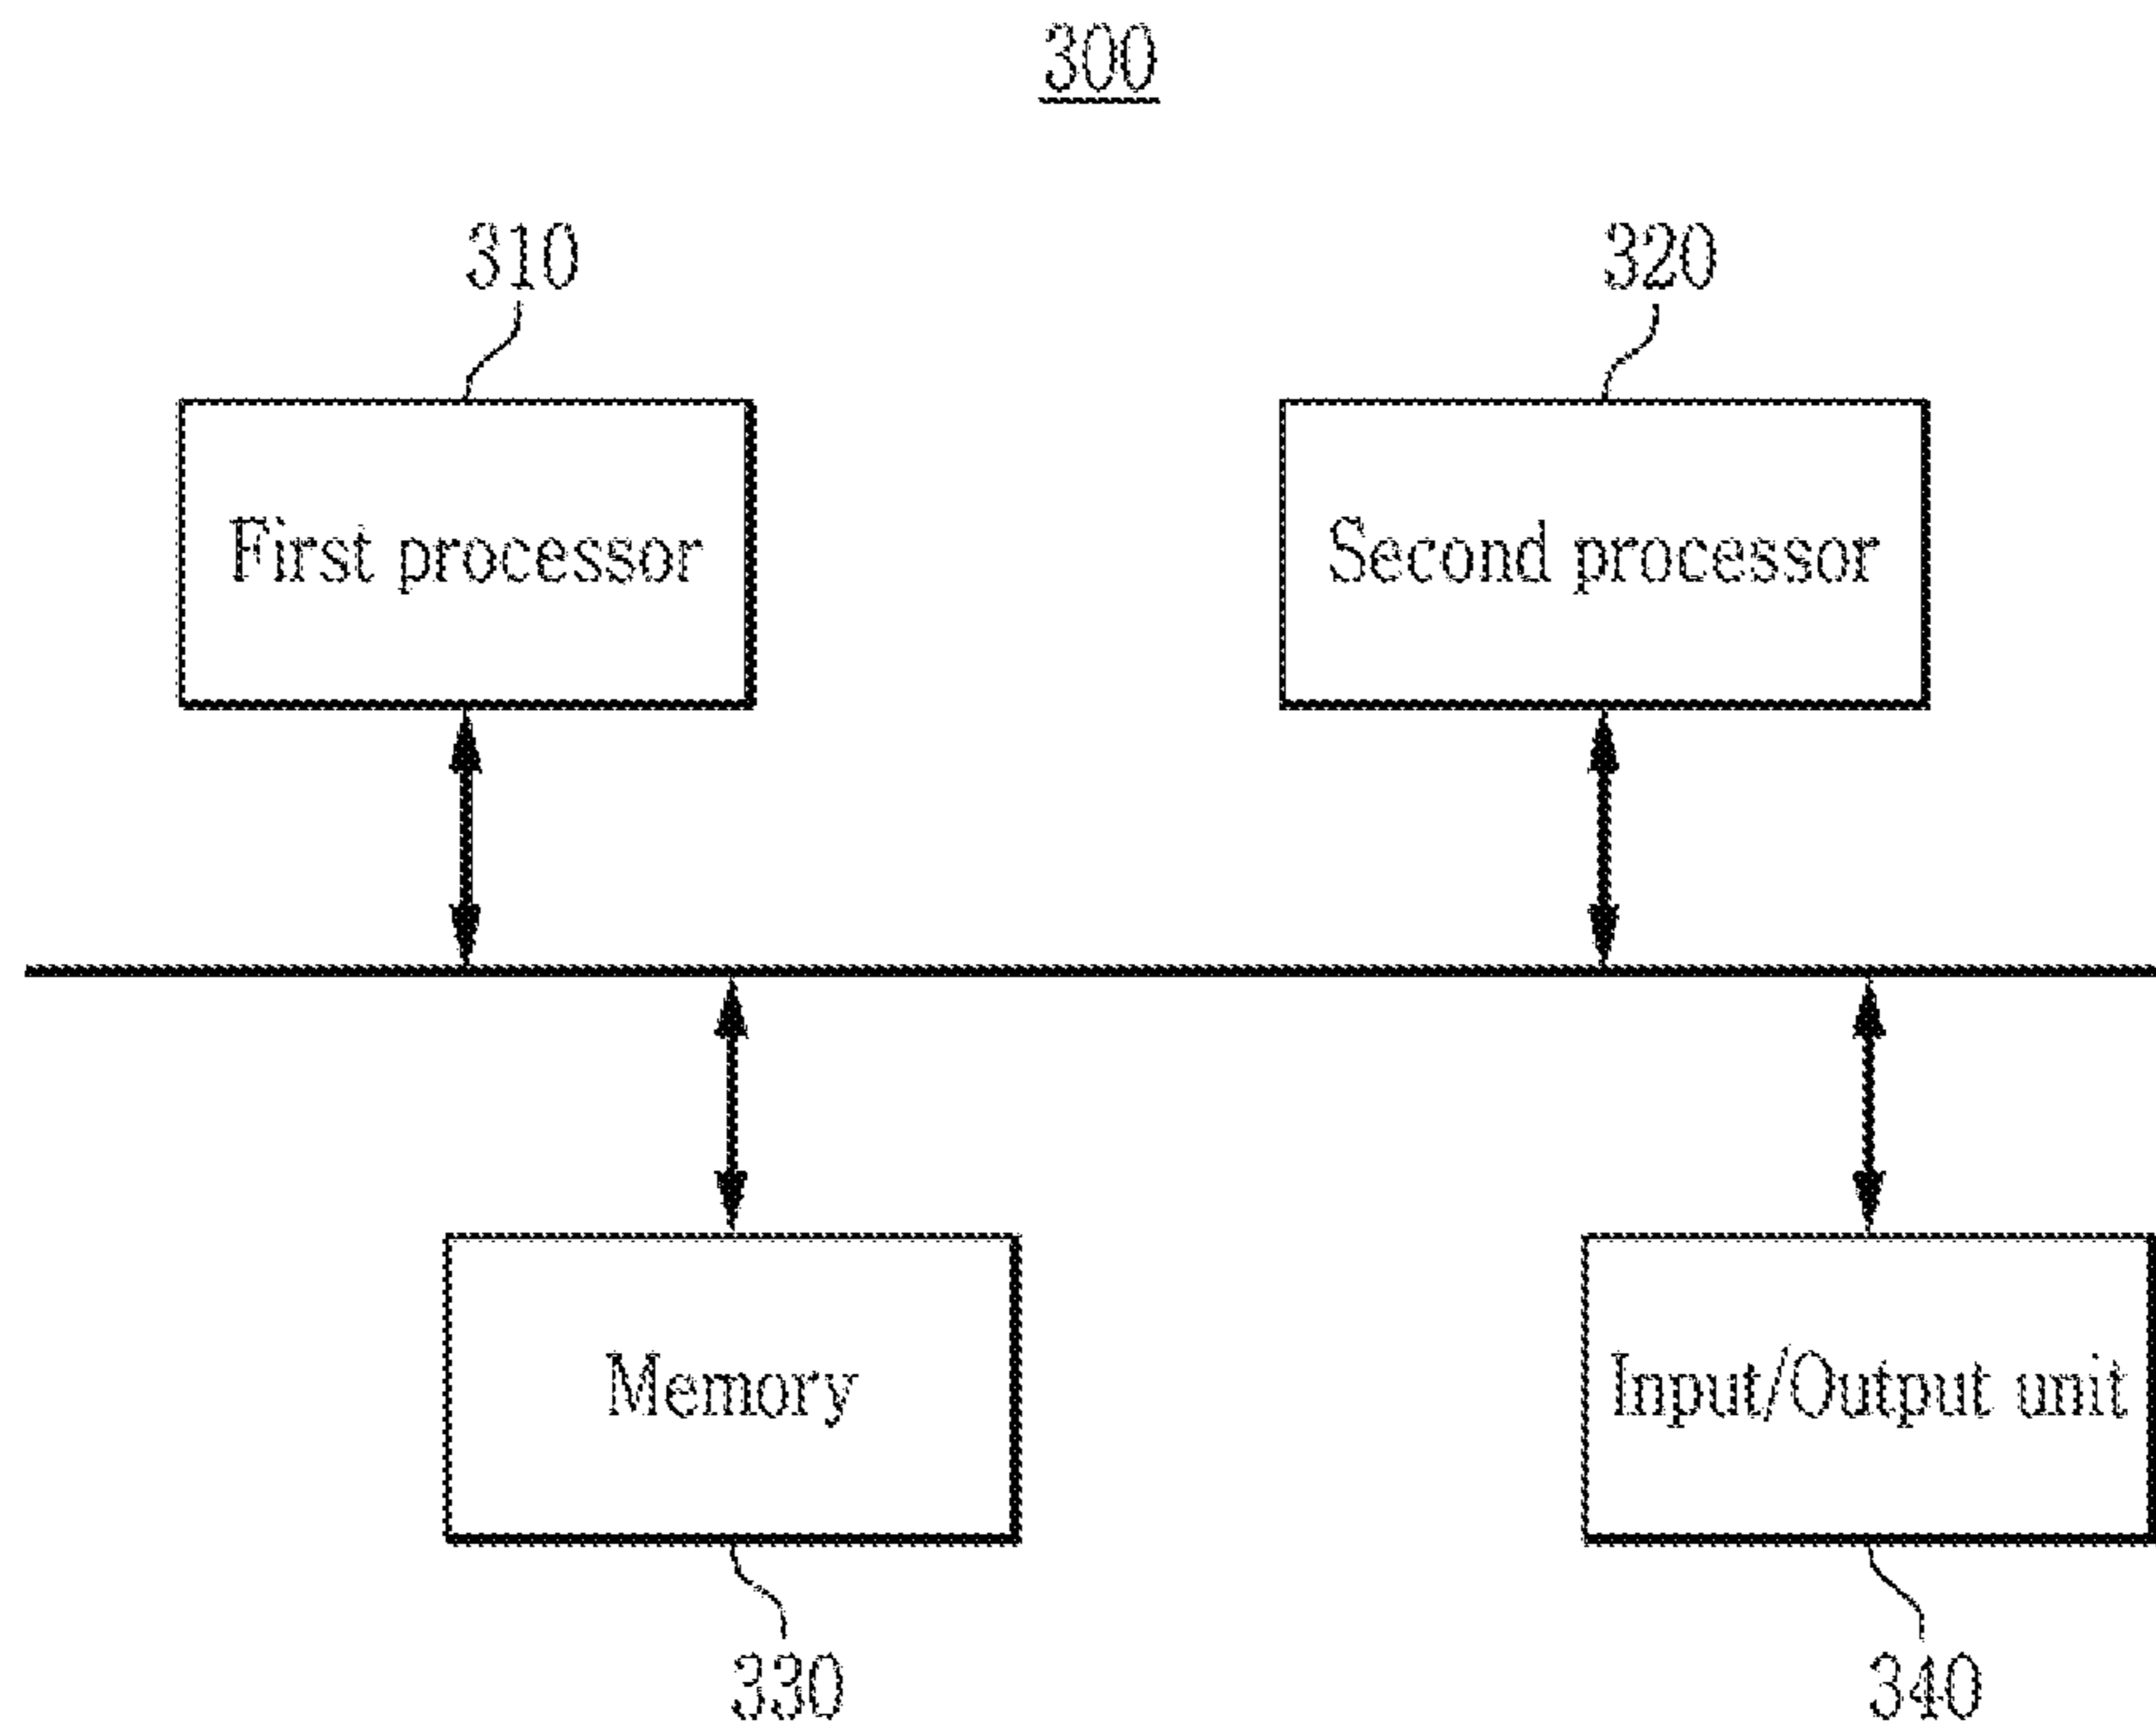 300
310
320
First processor
Second processor
Memory
Input/Output unit
330
340